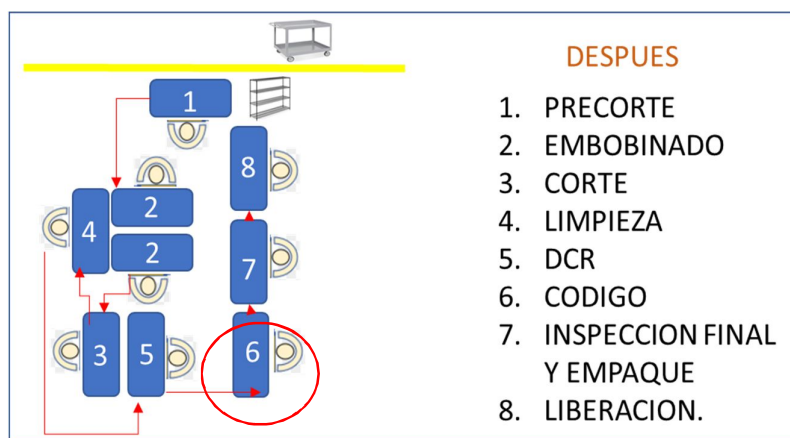 DESPUES
1. PRECORTE
2. EMBOBINADO
3. CORTE
4. LIMPIEZA
5. DCR
6. CODIGO
7. INSPECCION FINAL
Y EMPAQUE
8. LIBERACION.
1
8
2
4
2
7
3
5
6